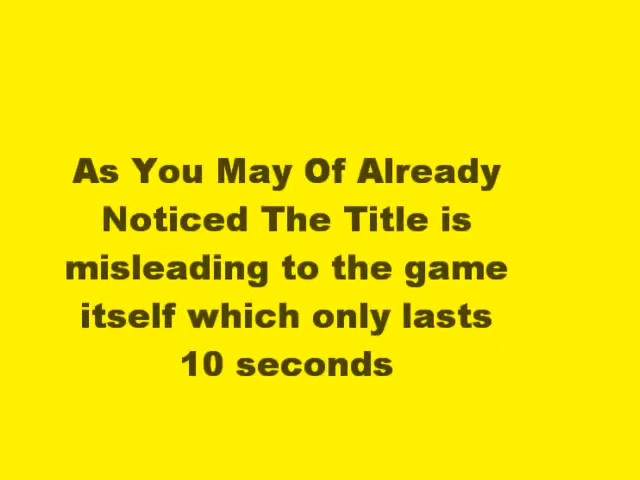 As You May Of Already
Noticed The Title is
misleading to the game
itself which only lasts
10 seconds